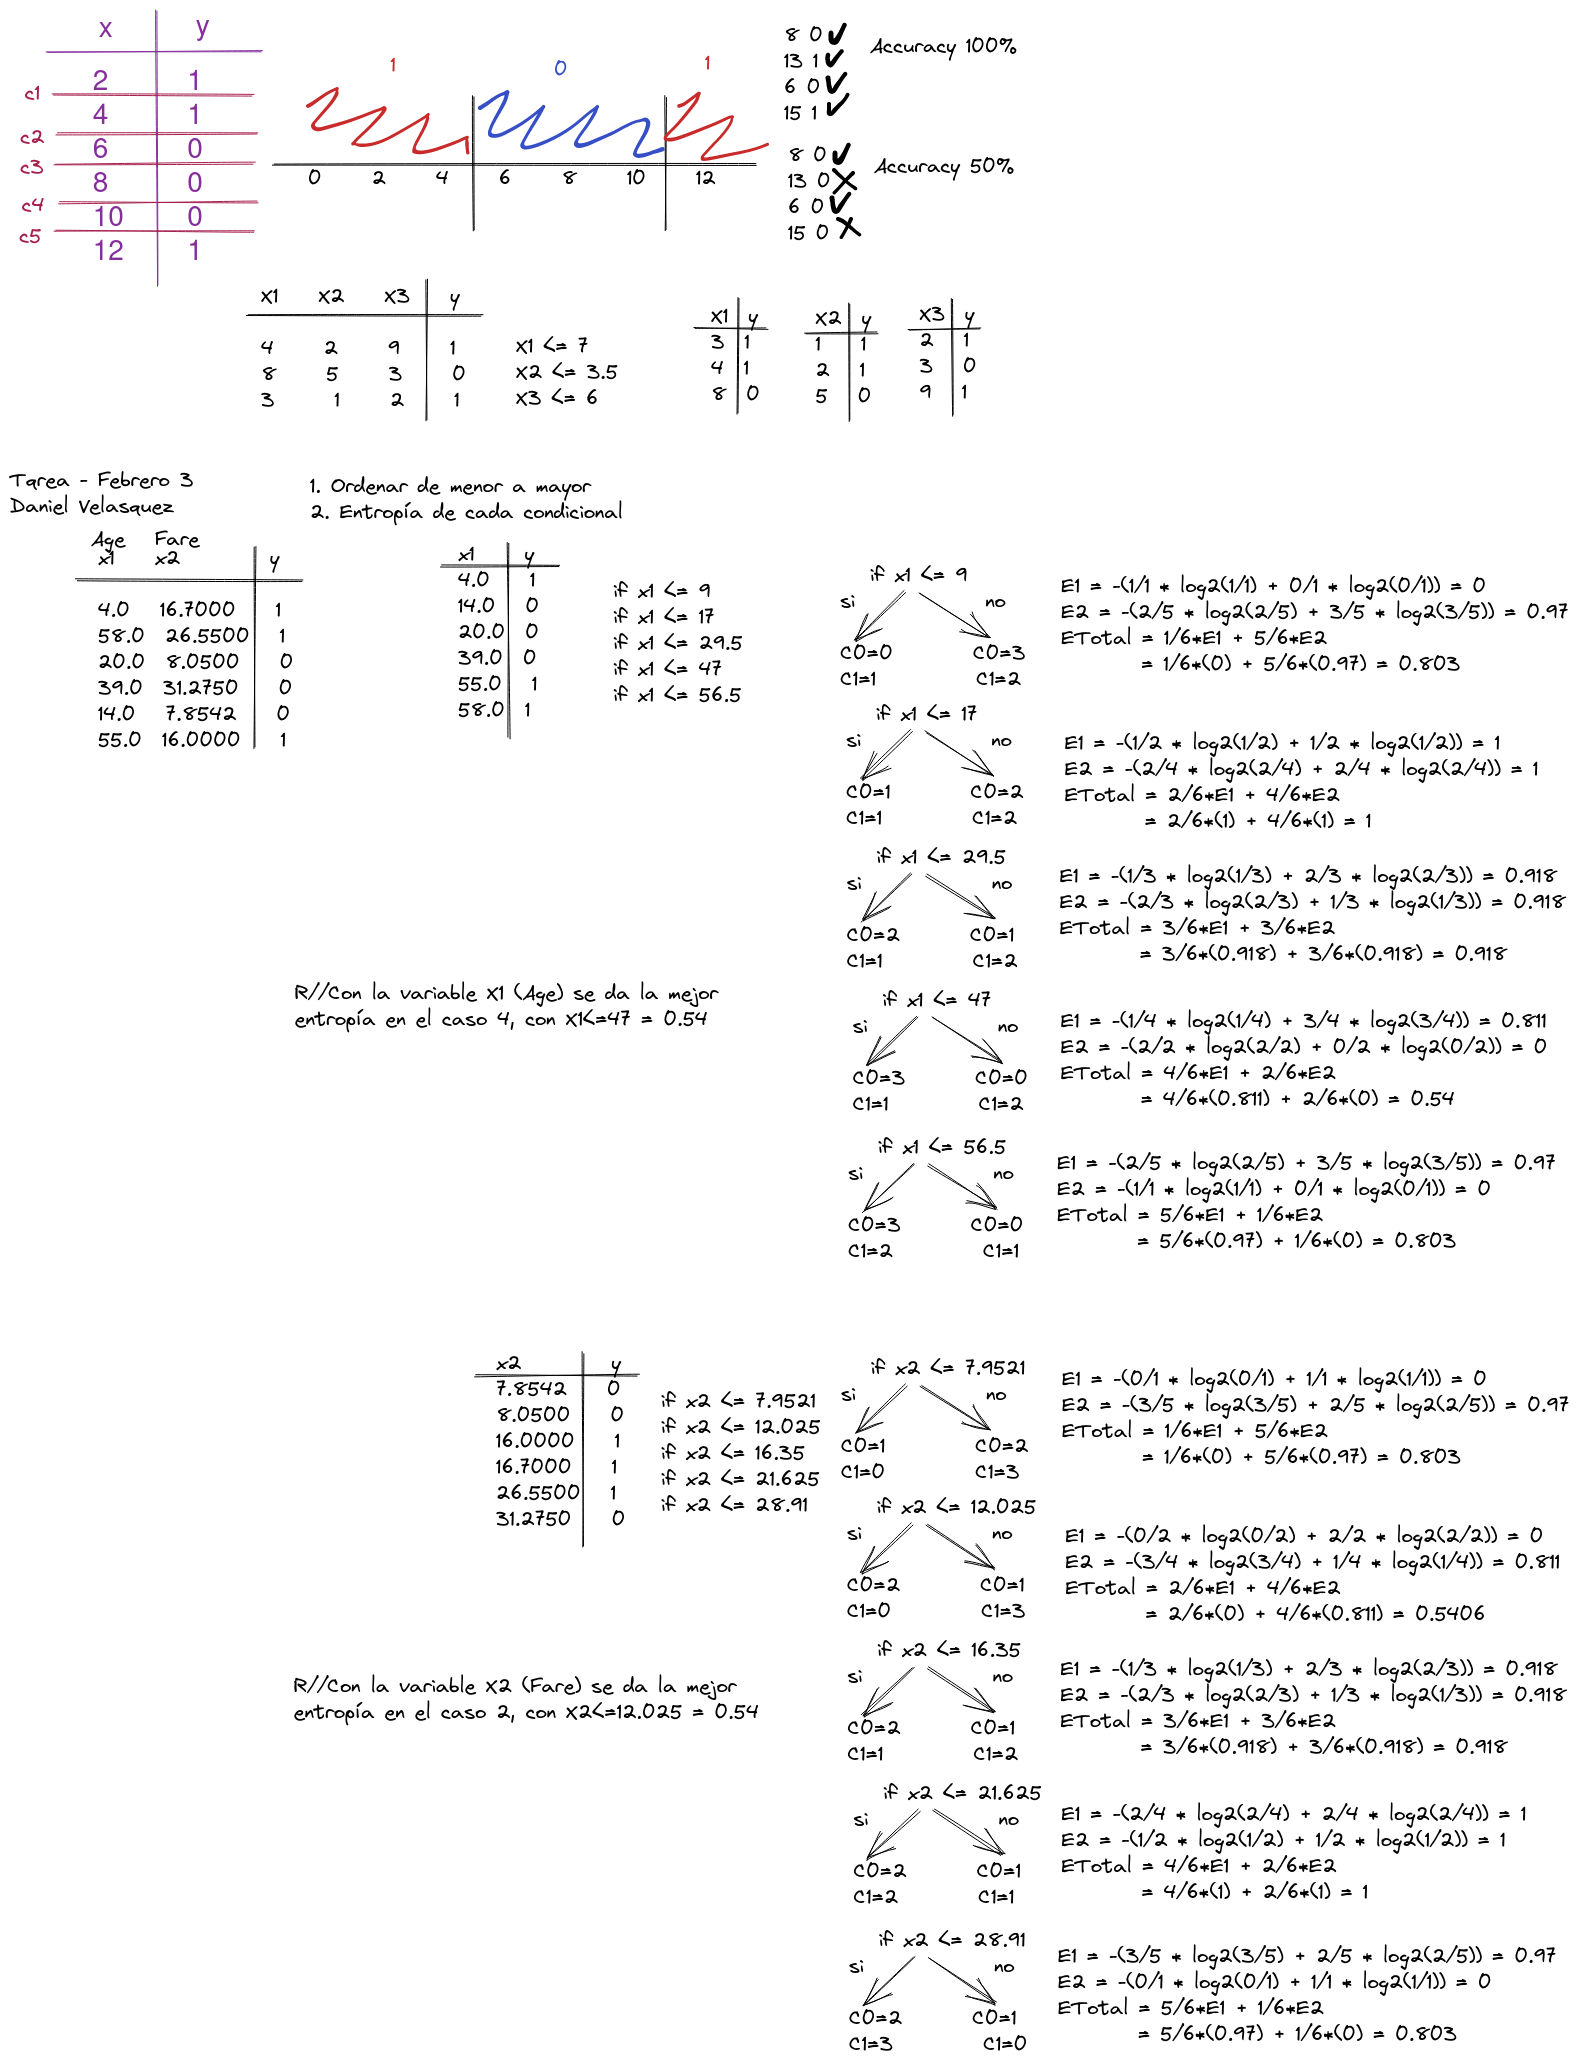 x y
2 1
c1
4 1
c2
6 0
c3
8 0
c4
10 0
c5
12 1
1 0 1
0 2 4 6 8 10 12
8 0
13 1
6 0
15 1
Accuracy 100%
8 0
13 0
6 0
15 0
Accuracy 50%
x1 x2 x3 y
4 2 9 1
8 5 3 0
3 1 2 1
x1 <= 7
x2 <= 3.5
x3 <= 6
x1 y
3 1
4 1
8 0
x2 y
1 1
2 1
5 0
x3 y
2 1
3 0
9 1
Tarea - Febrero 3
Daniel Velasquez
1. Ordenar de menor a mayor
2. Entropía de cada condicional
Age Fare
x1 x2 y
4.0 16.7000 1
58.0 26.5500 1
20.0 8.0500 0
39.0 31.2750 0
14.0 7.8542 0
55.0 16.0000 1
x1 y
4.0 1
14.0 0
20.0 0
39.0 0
55.0 1
58.0 1
if x1 <= 9
if x1 <= 17
if x1 <= 29.5
if x1 <= 47
if x1 <= 56.5
if x1 <= 9
si no
C0=0 C0=3
C1=1 C1=2
E1 = -(1/1 * log2(1/1) + 0/1 * log2(0/1)) = 0
E2 = -(2/5 * log2(2/5) + 3/5 * log2(3/5)) = 0.97
ETotal = 1/6*E1 + 5/6*E2
= 1/6*(0) + 5/6*(0.97) = 0.803
if x1 <= 17
si no
C0=1 C0=2
C1=1 C1=2
E1 = -(1/2 * log2(1/2) + 1/2 * log2(1/2)) = 1
E2 = -(2/4 * log2(2/4) + 2/4 * log2(2/4)) = 1
ETotal = 2/6*E1 + 4/6*E2
= 2/6*(1) + 4/6*(1) = 1
if x1 <= 29.5
si no
C0=2 C0=1
C1=1 C1=2
E1 = -(1/3 * log2(1/3) + 2/3 * log2(2/3)) = 0.918
E2 = -(2/3 * log2(2/3) + 1/3 * log2(1/3)) = 0.918
ETotal = 3/6*E1 + 3/6*E2
= 3/6*(0.918) + 3/6*(0.918) = 0.918
R//Con la variable X1 (Age) se da la mejor
entropía en el caso 4, con X1<=47 = 0.54
if x1 <= 47
si no
C0=3 C0=0
C1=1 C1=2
E1 = -(1/4 * log2(1/4) + 3/4 * log2(3/4)) = 0.811
E2 = -(2/2 * log2(2/2) + 0/2 * log2(0/2)) = 0
ETotal = 4/6*E1 + 2/6*E2
= 4/6*(0.811) + 2/6*(0) = 0.54
if x1 <= 56.5
si no
C0=3 C0=0
C1=2 C1=1
E1 = -(2/5 * log2(2/5) + 3/5 * log2(3/5)) = 0.97
E2 = -(1/1 * log2(1/1) + 0/1 * log2(0/1)) = 0
ETotal = 5/6*E1 + 1/6*E2
= 5/6*(0.97) + 1/6*(0) = 0.803
x2 y
7.8542 0
8.0500 0
16.0000 1
16.7000 1
26.5500 1
31.2750 0
if x2 <= 7.9521
if x2 <= 12.025
if x2 <= 16.35
if x2 <= 21.625
if x2 <= 28.91
if x2 <= 7.9521
si no
C0=1 C0=2
C1=0 C1=3
E1 = -(0/1 * log2(0/1) + 1/1 * log2(1/1)) = 0
E2 = -(3/5 * log2(3/5) + 2/5 * log2(2/5)) = 0.97
ETotal = 1/6*E1 + 5/6*E2
= 1/6*(0) + 5/6*(0.97) = 0.803
if x2 <= 12.025
si no
C0=2 C0=1
C1=0 C1=3
E1 = -(0/2 * log2(0/2) + 2/2 * log2(2/2)) = 0
E2 = -(3/4 * log2(3/4) + 1/4 * log2(1/4)) = 0.811
ETotal = 2/6*E1 + 4/6*E2
= 2/6*(0) + 4/6*(0.811) = 0.5406
R//Con la variable X2 (Fare) se da la mejor
entropía en el caso 2, con X2<=12.025 = 0.54
if x2 <= 16.35
si no
C0=2 C0=1
C1=1 C1=2
E1 = -(1/3 * log2(1/3) + 2/3 * log2(2/3)) = 0.918
E2 = -(2/3 * log2(2/3) + 1/3 * log2(1/3)) = 0.918
ETotal = 3/6*E1 + 3/6*E2
= 3/6*(0.918) + 3/6*(0.918) = 0.918
if x2 <= 21.625
si no
C0=2 C0=1
C1=2 C1=1
E1 = -(2/4 * log2(2/4) + 2/4 * log2(2/4)) = 1
E2 = -(1/2 * log2(1/2) + 1/2 * log2(1/2)) = 1
ETotal = 4/6*E1 + 2/6*E2
= 4/6*(1) + 2/6*(1) = 1
if x2 <= 28.91
si no
C0=2 C0=1
C1=3 C1=0
E1 = -(3/5 * log2(3/5) + 2/5 * log2(2/5)) = 0.97
E2 = -(0/1 * log2(0/1) + 1/1 * log2(1/1)) = 0
ETotal = 5/6*E1 + 1/6*E2
= 5/6*(0.97) + 1/6*(0) = 0.803